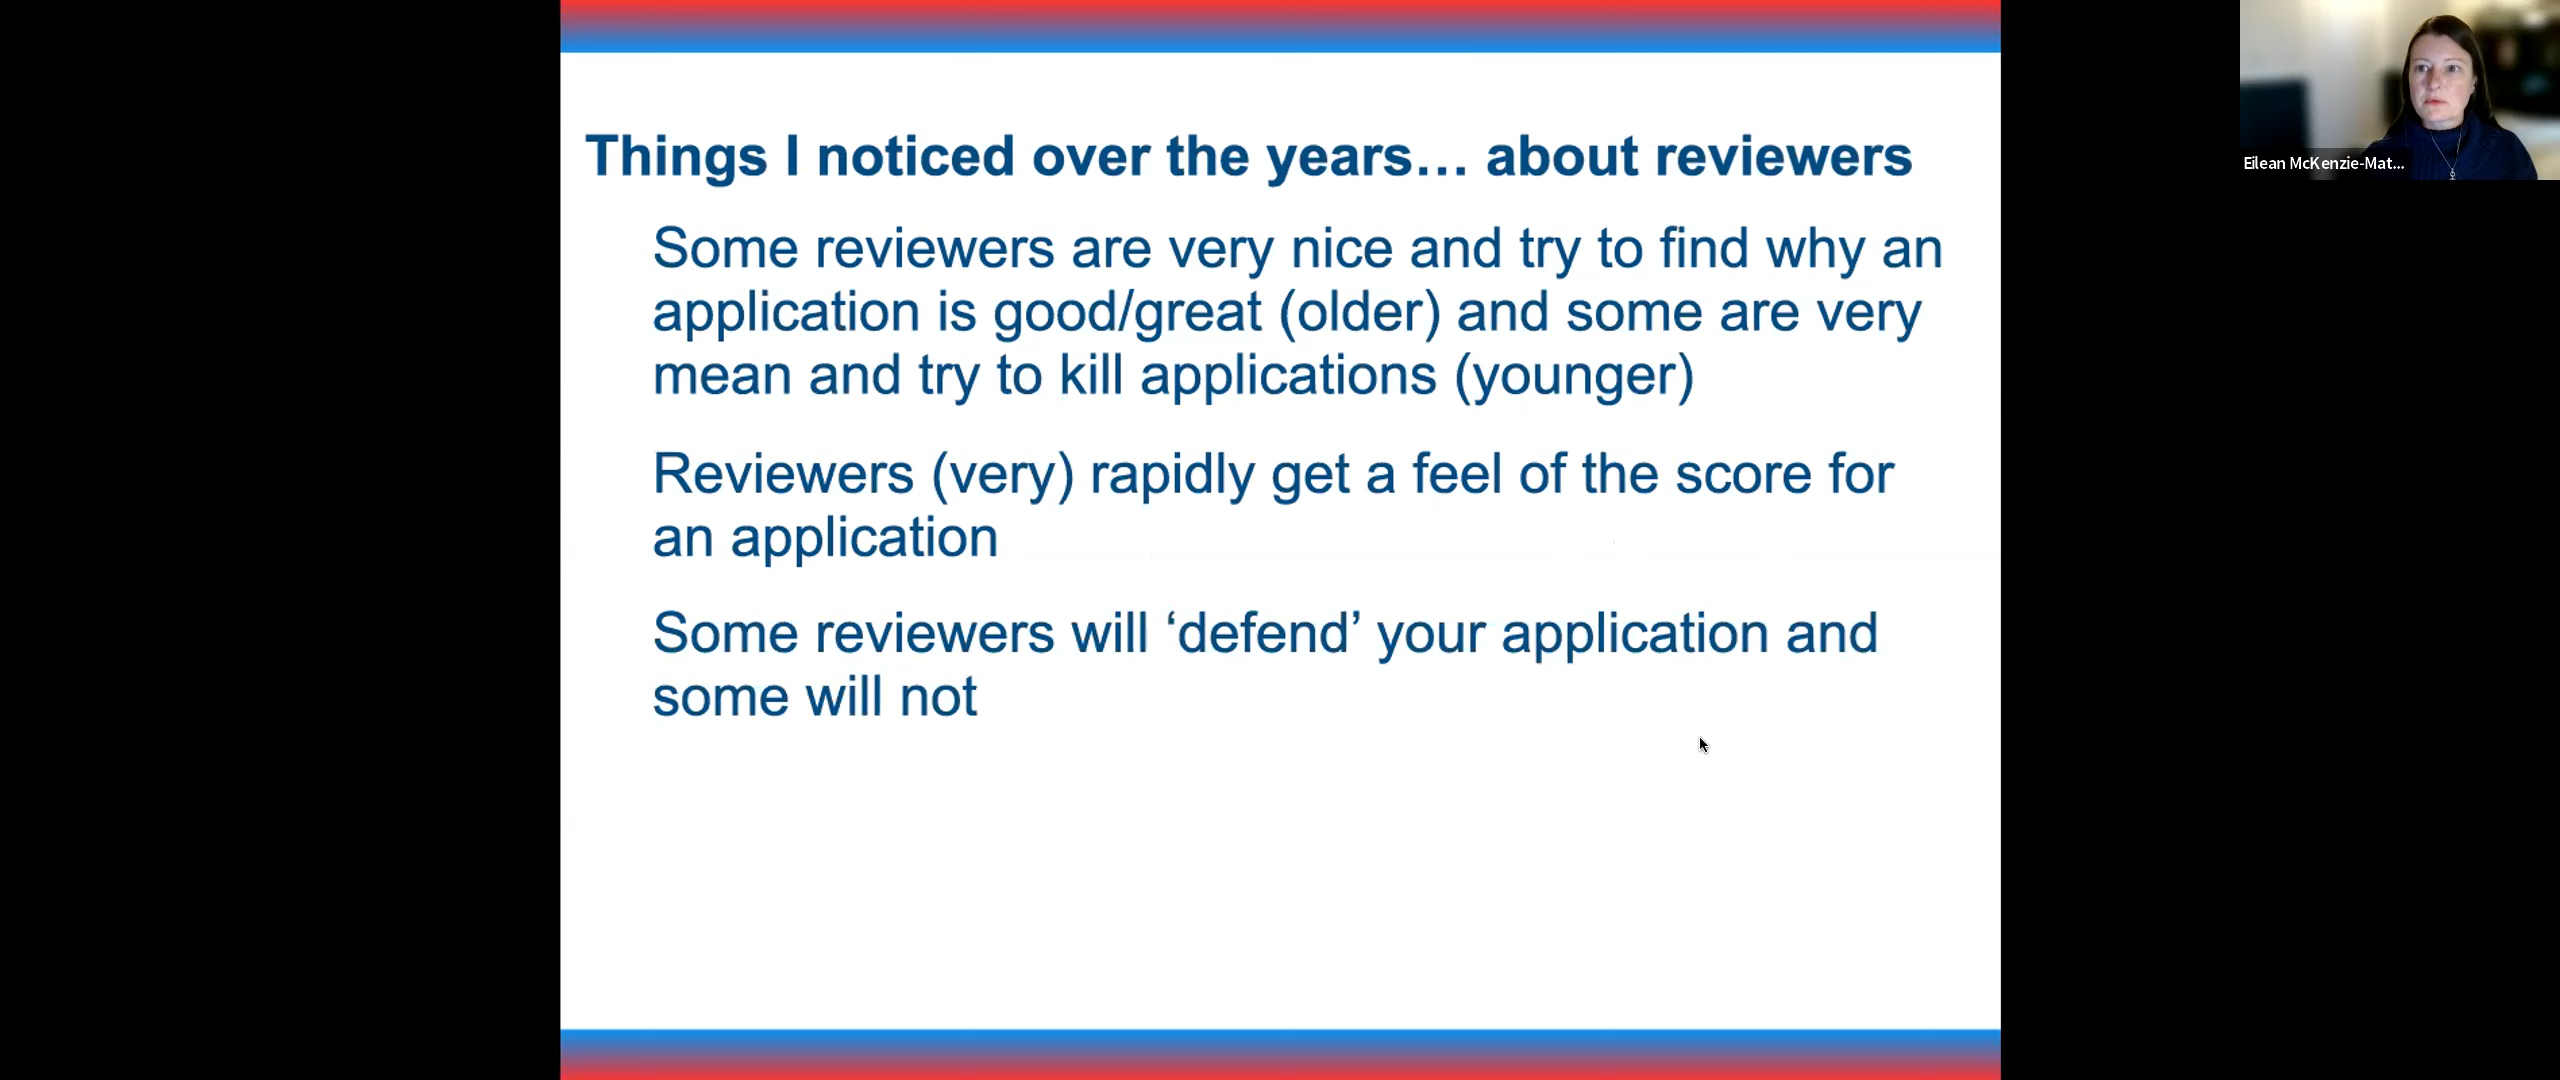 Things I noticed over the years… about reviewers
Some reviewers are very nice and try to find why an
application is good/great (older) and some are very
mean and try to kill applications (younger)
Reviewers (very) rapidly get a feel of the score for
an application
Some reviewers will ‘defend’ your application and
some will not
Eilean McKenzie-Mat...